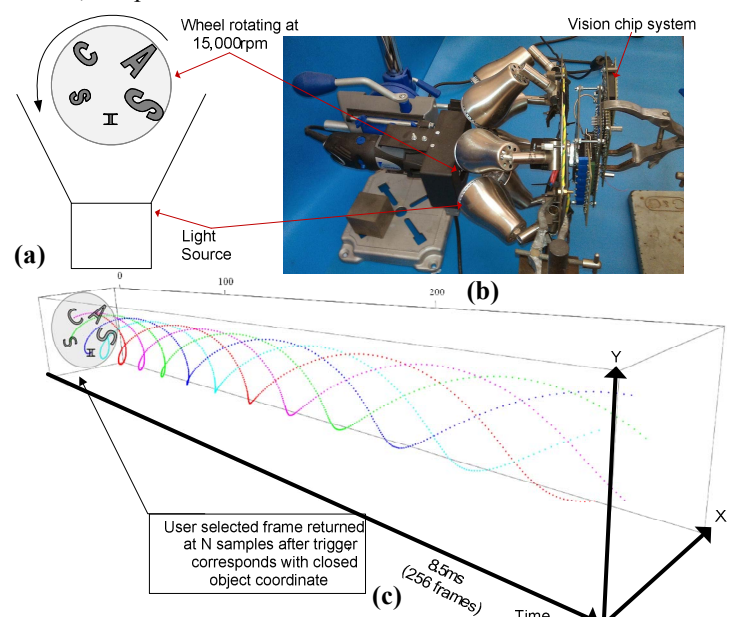 Wheel rotating at
15,000rpm
Vision chip system
C A S
S I
Light
Source
(a)
(b)
0
100
200
C A S
S I
Y
X
User selected frame returned
at N samples after trigger
corresponds with closed
object coordinate
8.5ms
(256 frames)
Time
(c)